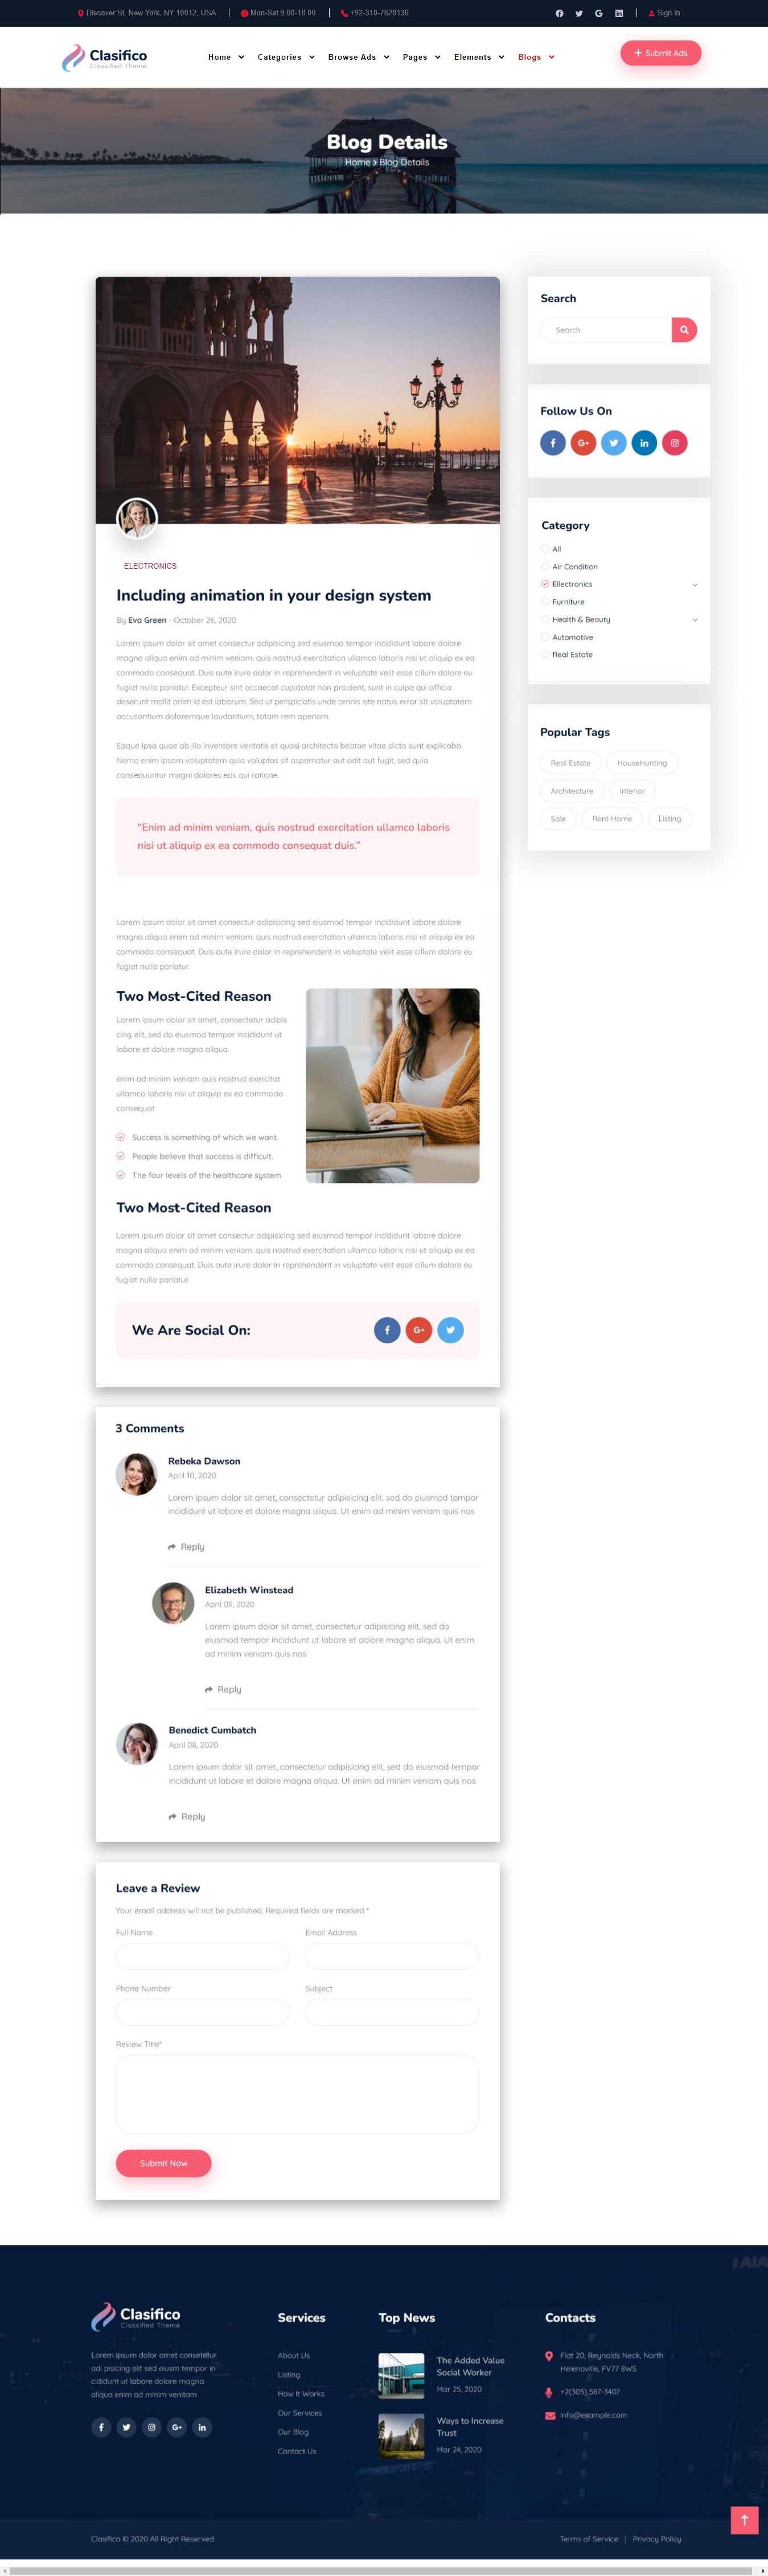 Discover St, New York, NY 10012, USA
Mon-Sat 9.00-18.00
+92-310-7828136
Sign In
Clasifico
Classified Theme
Home
Categories
Browse Ads
Pages
Elements
Blogs
Submit Ads
Blog Details
Home > Blog Details
ELECTRONICS
Including animation in your design system
By Eva Green - October 26, 2020
Lorem ipsum dolor sit amet consectur adipisicing sed eiusmod tempor incididunt labore dolore
magna aliqua enim ad minim veniam. quis nostrud exercitation ullamco laboris nisi ut aliquip ex ea
commodo consequat. Duis aute irure dolor in reprehenderit in voluptate velit esse cillum dolore eu
fugiat nulla pariatur. Excepteur sint occaecat cupidatat non proident, sunt in culpa qui officia
deserunt mollit anim id est laborum. Sed ut perspiciatis unde omnis iste natus error sit voluptatem
accusantium doloremque laudantium, totam rem aperiam.
Eaque ipsa quae ab illo inventore veritatis et quasi architecto beatae vitae dicta sunt explicabo.
Nemo enim ipsam voluptatem quia voluptas sit aspernatur aut odit aut fugit, sed quia
consequuntur magni dolores eos qui ratione.
“Enim ad minim veniam, quis nostrud exercitation ullamco laboris
nisi ut aliquip ex ea commodo consequat duis.”
Lorem ipsum dolor sit amet consectur adipisicing sed eiusmod tempor incididunt labore dolore
magna aliqua enim ad minim veniam. quis nostrud exercitation ullamco laboris nisi ut aliquip ex ea
commodo consequat. Duis aute irure dolor in reprehenderit in voluptate velit esse cillum dolore eu
fugiat nulla pariatur.
Two Most-Cited Reason
Lorem ipsum dolor sit amet, consectetur adipis
cing elit, sed do eiusmod tempor incididunt ut
labore et dolore magna aliqua.
enim ad minim veniam quis nostrud exercitat
ullamco laboris nisi ut aliquip ex ea commodo
consequat
Success is something of which we want.
People believe that success is difficult.
The four levels of the healthcare system
Two Most-Cited Reason
Lorem ipsum dolor sit amet consectur adipisicing sed eiusmod tempor incididunt labore dolore
magna aliqua enim ad minim veniam. quis nostrud exercitation ullamco laboris nisi ut aliquip ex ea
commodo consequat. Duis aute irure dolor in reprehenderit in voluptate velit esse cillum dolore eu
fugiat nulla pariatur.
We Are Social On:
3 Comments
Rebeka Dawson
April 10, 2020
Lorem ipsum dolor sit amet, consectetur adipisicing elit, sed do eiusmod tempor
incididunt ut labore et dolore magna aliqua. Ut enim ad minim veniam quis nos
Reply
Elizabeth Winstead
April 09, 2020
Lorem ipsum dolor sit amet, consectetur adipisicing elit, sed do
eiusmod tempor incididunt ut labore et dolore magna aliqua. Ut enim
ad minim veniam quis nos
Reply
Benedict Cumbatch
April 08, 2020
Lorem ipsum dolor sit amet, consectetur adipisicing elit, sed do eiusmod tempor
incididunt ut labore et dolore magna aliqua. Ut enim ad minim veniam quis nos
Reply
Leave a Review
Your email address will not be published. Required fields are marked *
Full Name
Email Address
Phone Number
Subject
Review Title*
Submit Now
Search
Search
Follow Us On
Category
All
Air Condition
Ellectronics
Furniture
Health & Beauty
Automotive
Real Estate
Popular Tags
Real Estate
HouseHunting
Architecture
Interior
Sale
Rent Home
Listing
Clasifico
Classified Theme
Lorem ipsum dolor amet consetetur
adi pisicing elit sed eiusm tempor in
cididunt ut labore dolore magna
aliqua enim ad minim venitam
Services
About Us
Listing
How It Works
Our Services
Our Blog
Contact Us
Top News
The Added Value
Social Worker
Mar 25, 2020
Ways to Increase
Trust
Mar 24, 2020
Contacts
Flat 20, Reynolds Neck, North
Helenaville, FV77 8WS
+2(305) 587-3407
info@example.com
Clasifico © 2020 All Right Reserved
Terms of Service | Privacy Policy